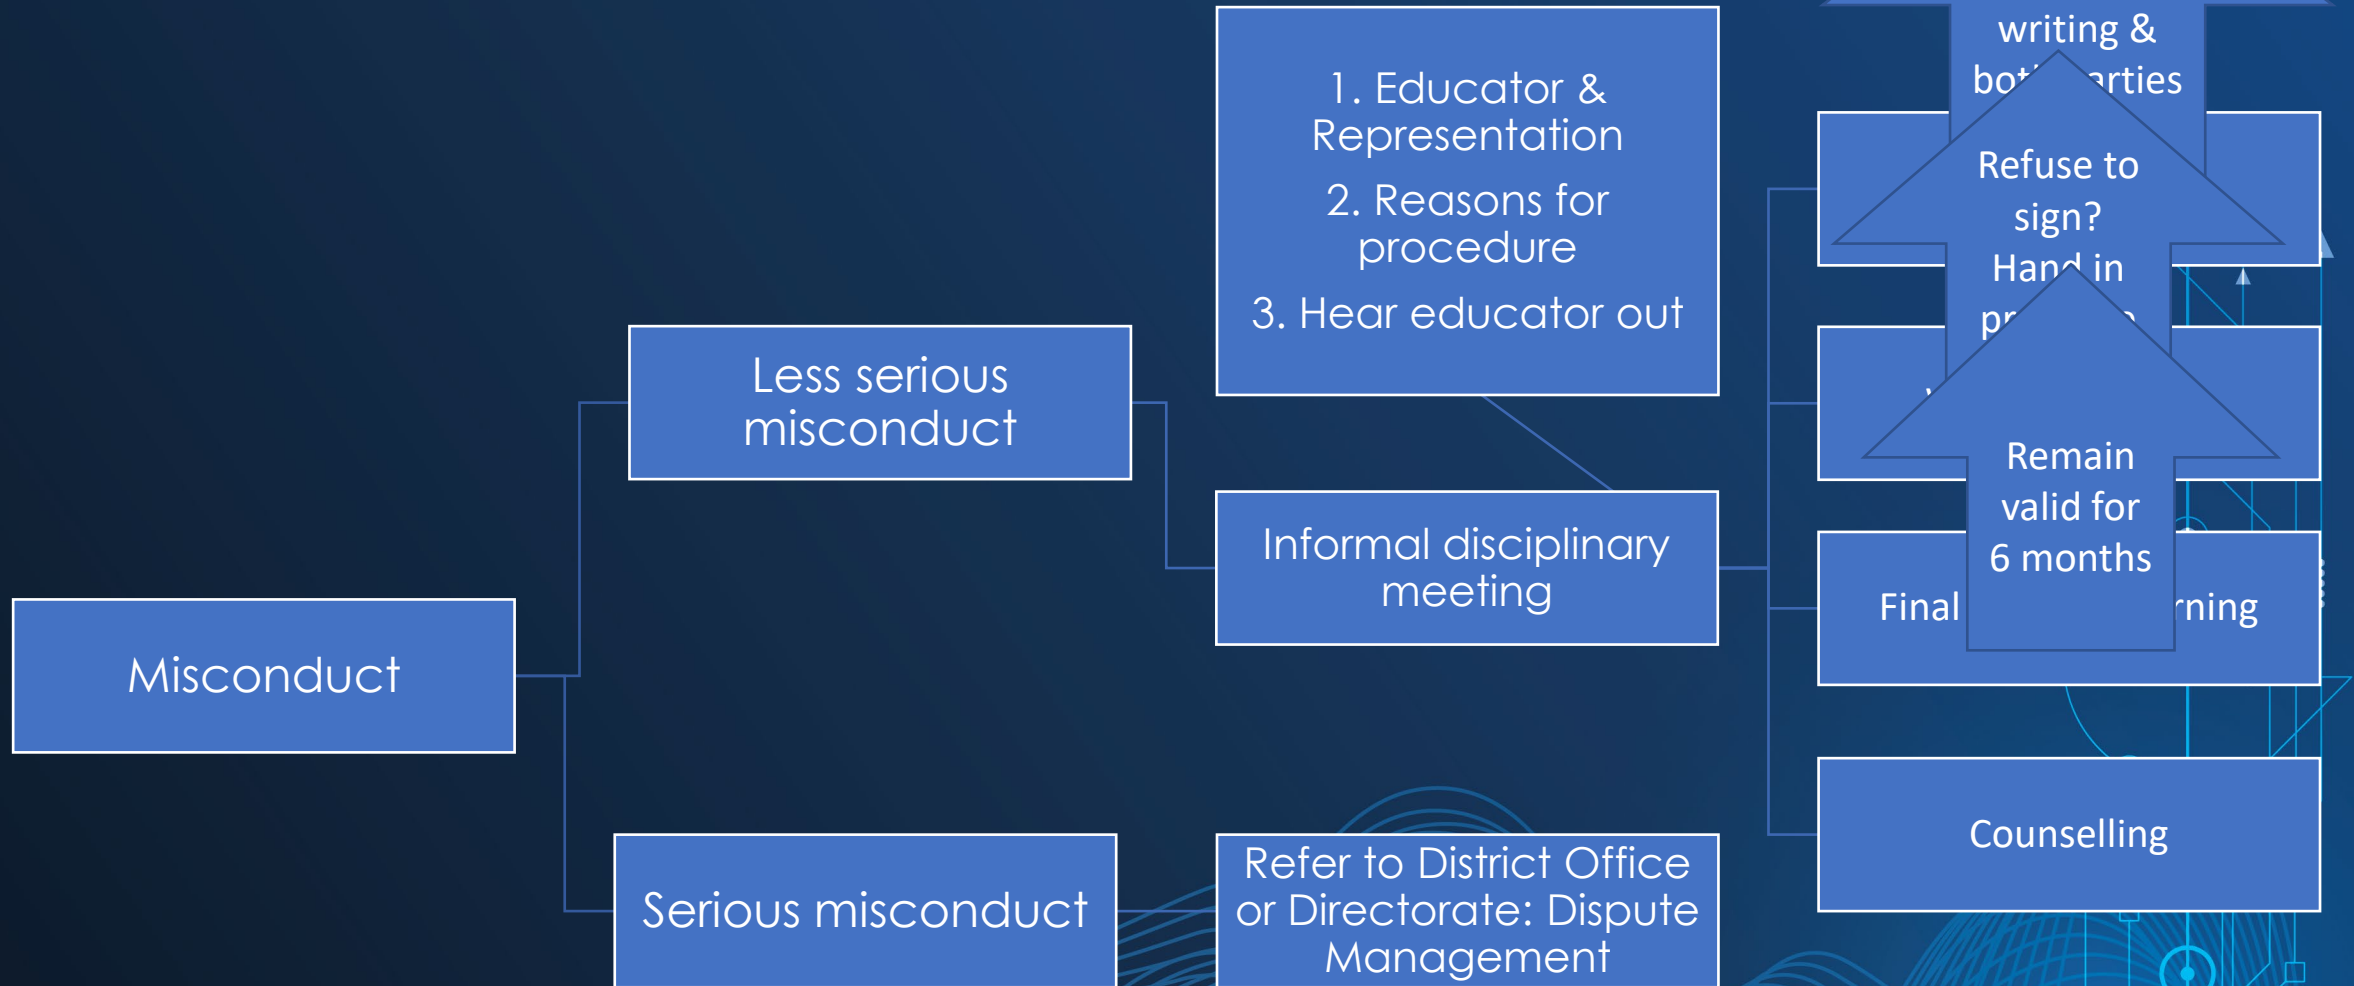 Misconduct
Less serious
misconduct
Serious misconduct
1. Educator &
Representation
2. Reasons for
procedure
3. Hear educator out
Informal disciplinary
meeting
Refer to District Office
or Directorate: Dispute
Management
writing &
Refuse to
sign?
Hand in
Remain
valid for
6 months
Final
Counselling